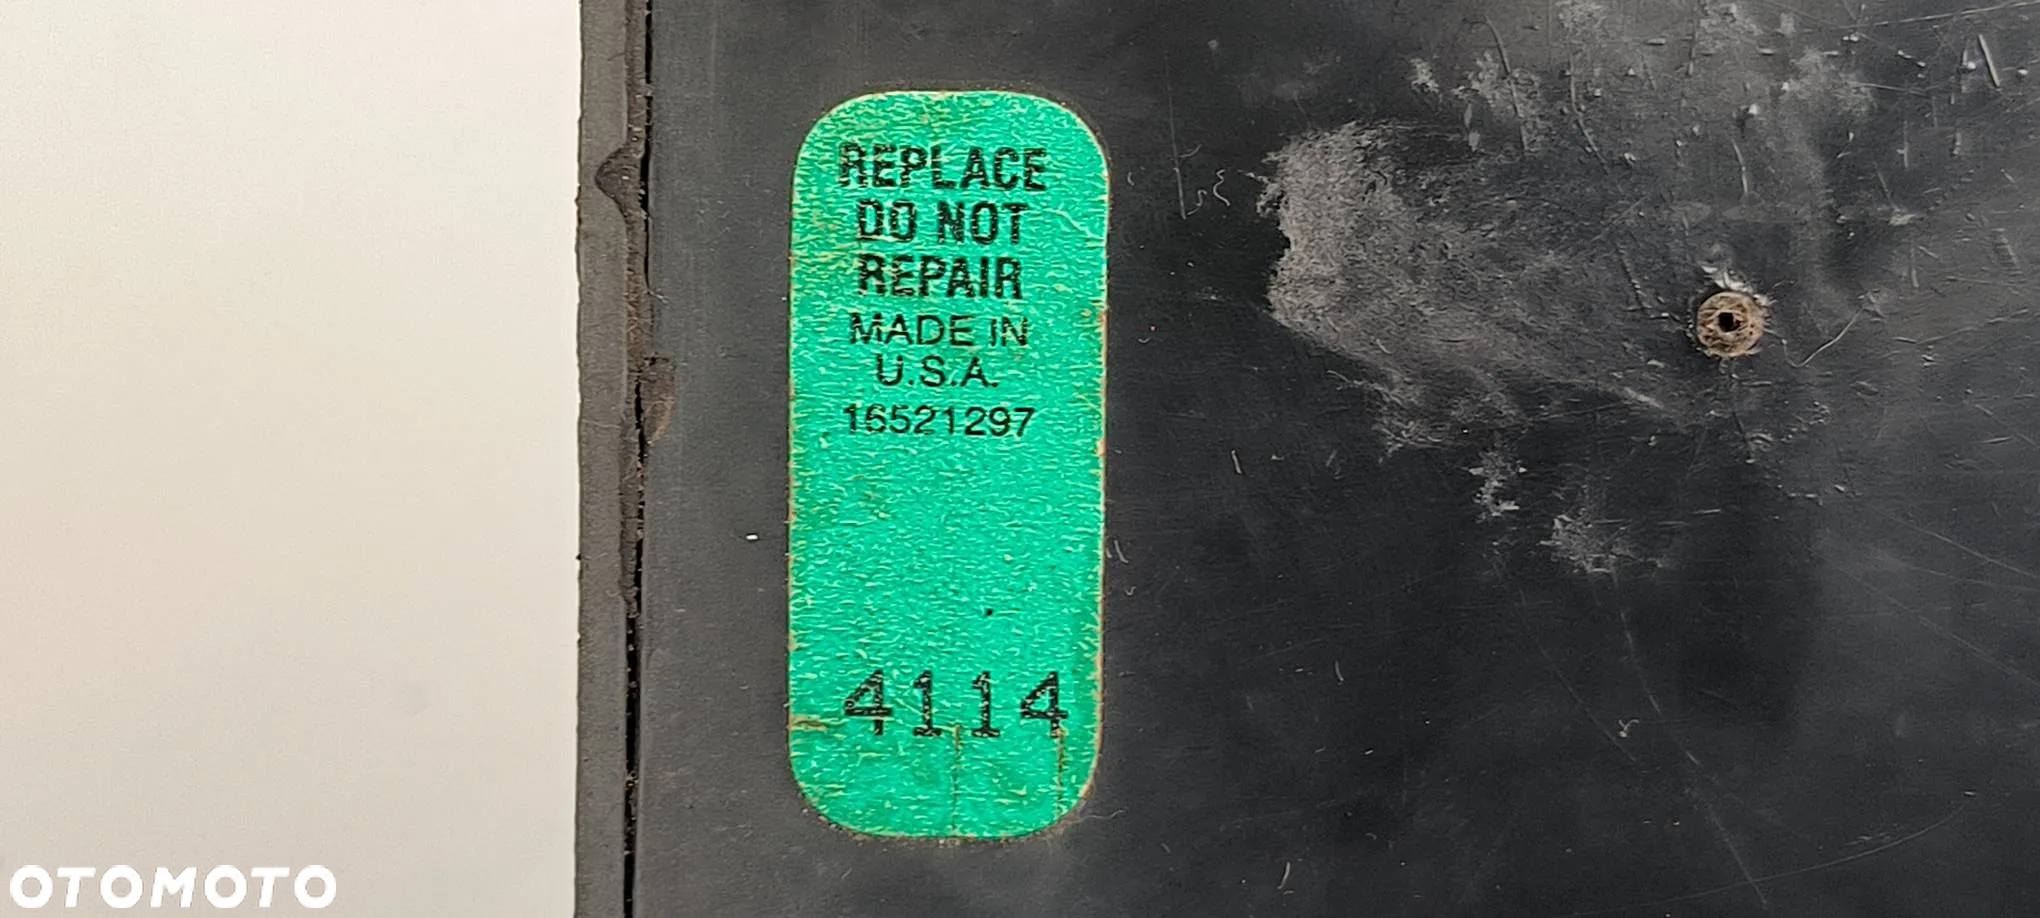 REPLACE
DO NOT
REPAIR
MADE IN
U.S.A.
16521297
4114
OTOMOTO